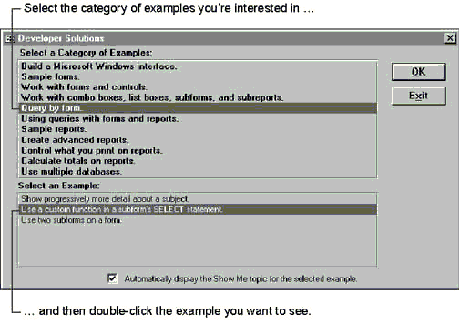 Select the category of examples you're interested in ...
Developer Solutions
Select a Category of Examples:
Build a Microsoft Windows interface.
Sample forms.
Work with forms and controls.
Work with combo boxes, list boxes, subforms, and subreports.
Query by form.
Using queries with forms and reports.
Sample reports.
Create advanced reports.
Control what you print on reports.
Calculate totals on reports.
Use multiple databases.
OK
Exit
Select an Example:
Show progressively more detail about a subject.
Use a custom function in a subform's SELECT statement.
Use two subforms on a form.
Automatically display the Show Me topic for the selected example.
... and then double-click the example you want to see.